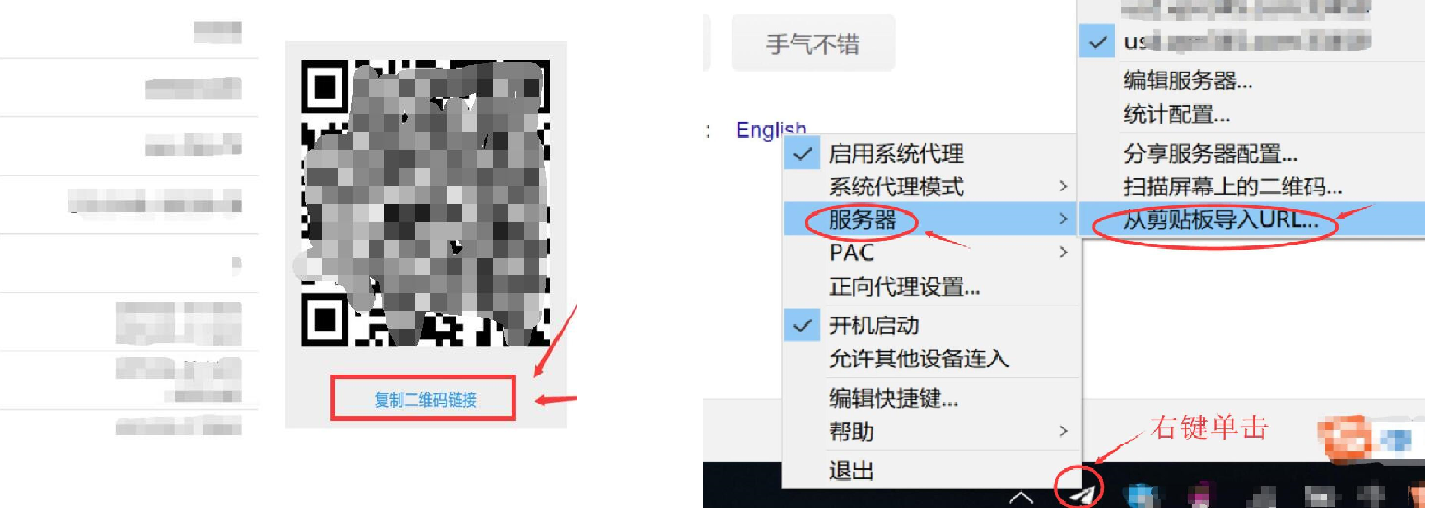 复制二维码链接
手气不错
English
编辑服务器...
统计配置...
分享服务器配置...
扫描屏幕上的二维码...
从剪贴板导入URL...
启用系统代理
系统代理模式
服务器
PAC
正向代理设置...
开机启动
允许其他设备连入
编辑快捷键...
帮助
退出
右键单击